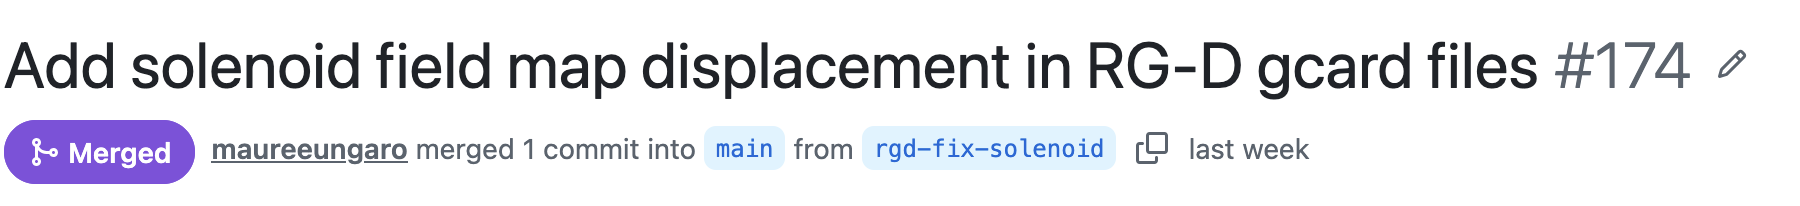 Add solenoid field map displacement in RG-D gcard files #174
Merged maureeungaro merged 1 commit into main from rgd-fix-solenoid last week